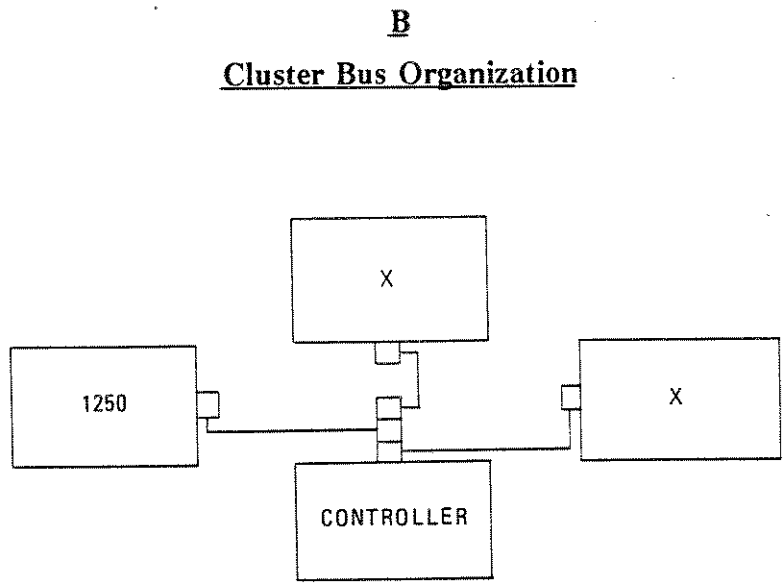 B
Cluster Bus Organization
X
1250
X
CONTROLLER